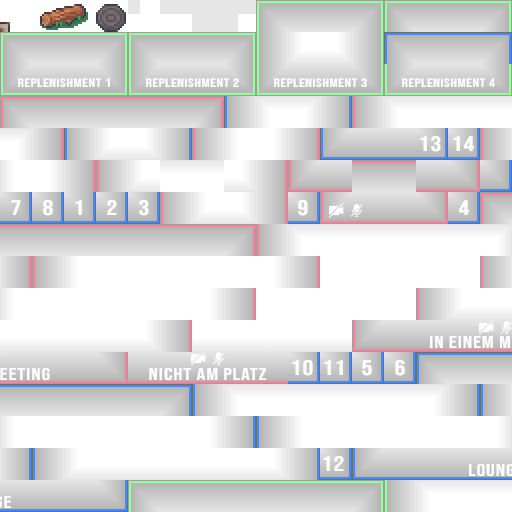 REPLENISHMENT 1 REPLENISHMENT 2 REPLENISHMENT 3 REPLENISHMENT 4
13 14
7 8 1 2 3 9 4
IN EINEM M
EETING NICHT AM PLATZ 10 11 5 6
12 LOUNG
GE